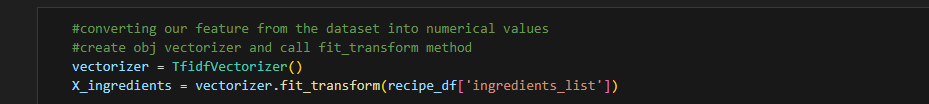 #converting our feature from the dataset into numerical values
#create obj vectorizer and call fit_transform method
vectorizer = TfidfVectorizer()
X_ingredients = vectorizer.fit_transform(recipe_df['ingredients_list'])